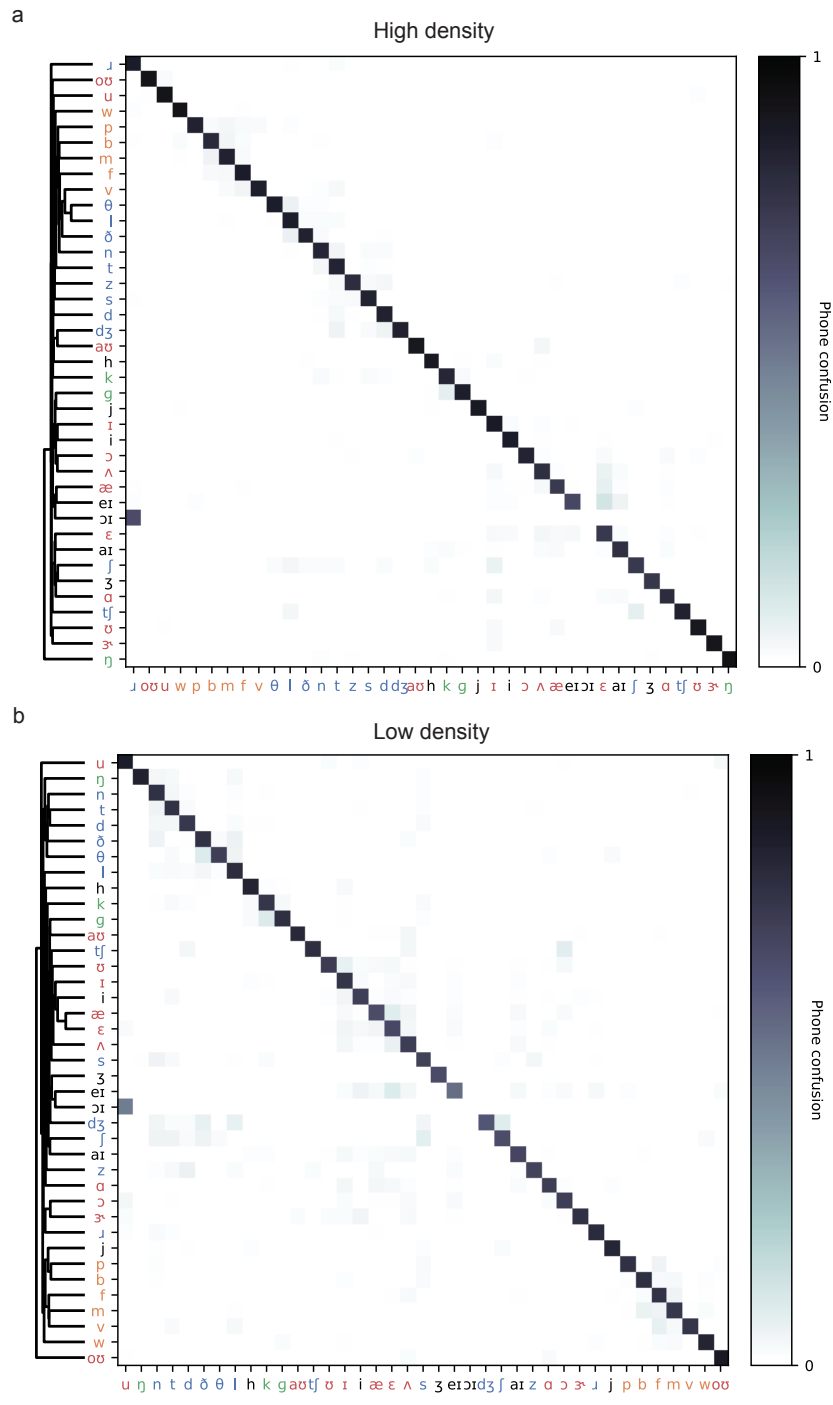 a
High density
ɹ
oʊ
u
w
p
b
m
f
v
θ
l
ð
n
t
z
s
d
dʒ
aʊ
h
k
ɡ
j
ɪ
i
ɔ
ʌ
æ
eɪ
ɔɪ
ɛ
aɪ
ʃ
ʒ
ɑ
tʃ
ʊ
ɝ
ŋ
ɹ oʊ u w p b m f v θ l ð n t z s d dʒ aʊ h k ɡ j ɪ i ɔ ʌ æ eɪ ɔɪ ɛ aɪ ʃ ʒ ɑ tʃ ʊ ɝ ŋ
1
Phone confusion
0
b
Low density
u
ŋ
n
t
d
ð
θ
l
h
k
ɡ
aʊ
tʃ
ʊ
ɪ
i
æ
ɛ
ʌ
s
ʒ
eɪ
ɔɪ
dʒ
ʃ
aɪ
z
ɑ
ɔ
ɝ
ɹ
j
p
b
f
m
v
w
oʊ
u ŋ n t d ð θ l h k ɡ aʊ tʃ ʊ ɪ i æ ɛ ʌ s ʒ eɪ ɔɪ dʒ ʃ aɪ z ɑ ɔ ɝ ɹ j p b f m v w oʊ
1
Phone confusion
0